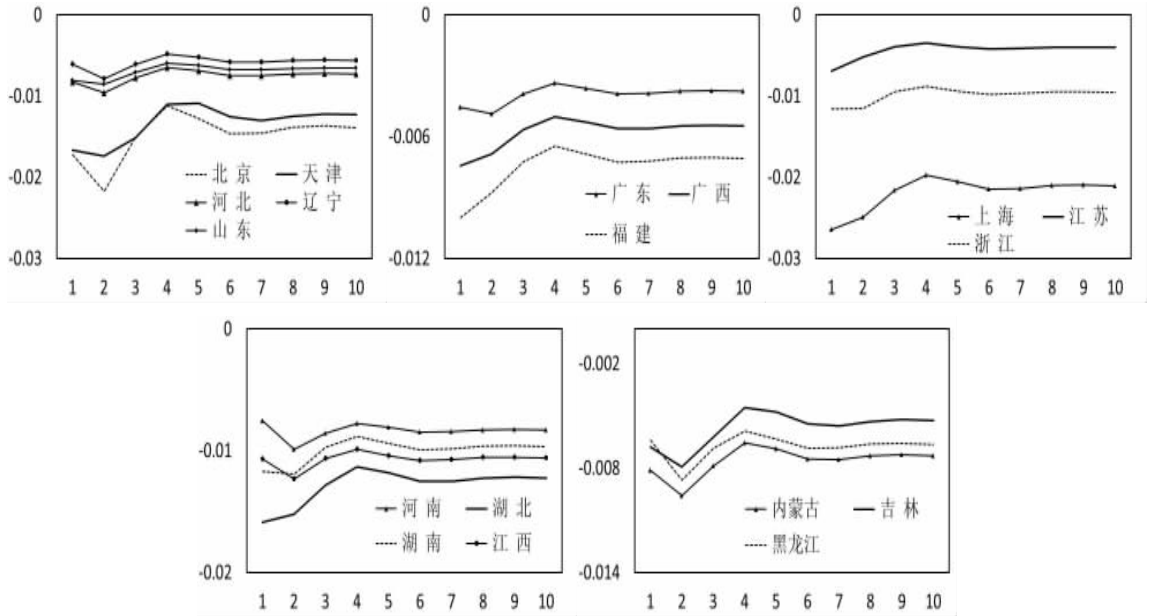 0
-0.01
-0.02
-0.03
北京 天津
河北 辽宁
山东
1 2 3 4 5 6 7 8 9 10
0
-0.006
-0.012
广东 广西
福建
1 2 3 4 5 6 7 8 9 10
0
-0.01
-0.02
-0.03
上海 江苏
浙江
1 2 3 4 5 6 7 8 9 10
0
-0.01
-0.02
河南 湖北
湖南 江西
1 2 3 4 5 6 7 8 9 10
-0.002
-0.008
-0.014
内蒙古 吉林
黑龙江
1 2 3 4 5 6 7 8 9 10